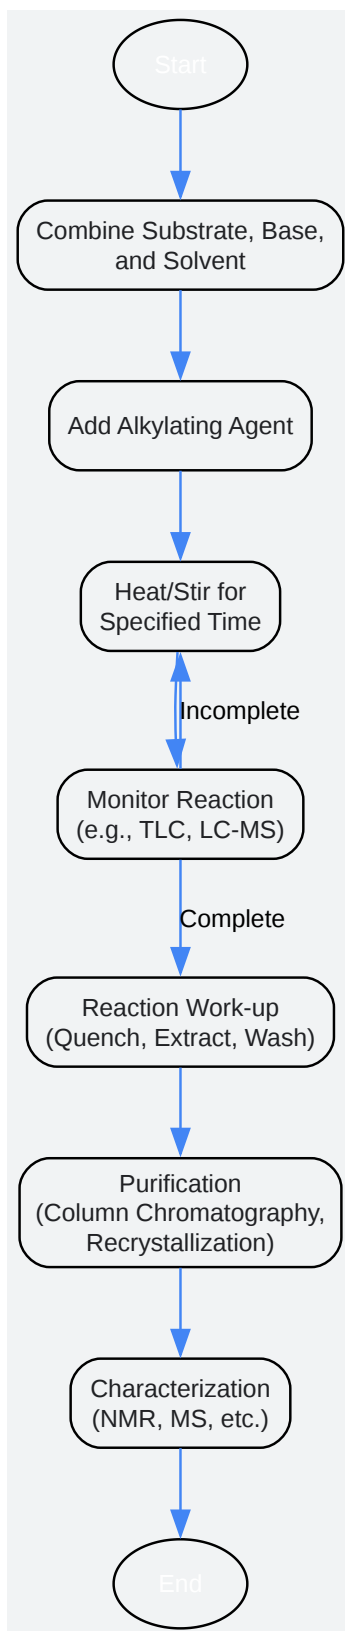 Start
Combine Substrate, Base,
and Solvent
Add Alkylating Agent
Heat/Stir for
Specified Time
Incomplete
Monitor Reaction
(e.g., TLC, LC-MS)
Complete
Reaction Work-up
(Quench, Extract, Wash)
Purification
(Column Chromatography,
Recrystallization)
Characterization
(NMR, MS, etc.)
End